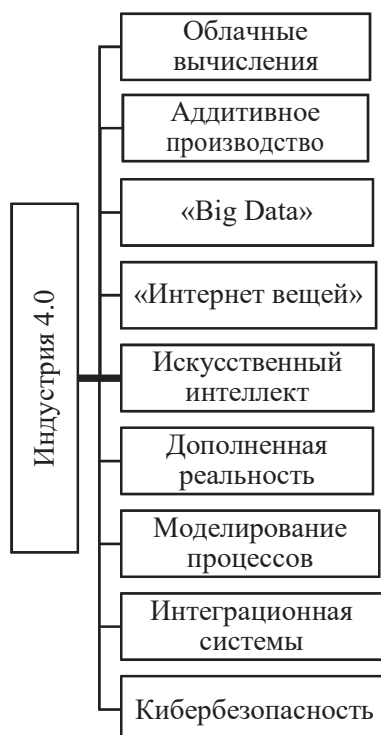 Индустрия 4.0
Облачные
вычисления
Аддитивное
производство
«Big Data»
«Интернет вещей»
Искусственный
интеллект
Дополненная
реальность
Моделирование
процессов
Интеграционная
системы
Кибербезопасность